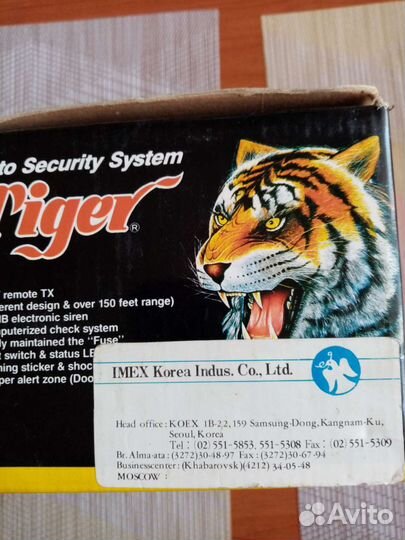 to Security System
Tiger®
remote TX
erent design & over 150 feet range)
B electronic siren
puterized check system
ly maintained the "Fuse"
t switch & status LE
ning sticker & shoc
per alert zone (Doo
IMEX Korea Indus. Co., Ltd.
Head office : KOEX 1B-22, 159 Samsung-Dong, Kangnam-Ku,
Seoul, Korea
Tel : (02) 551-5853, 551-5308 Fax : (02) 551-5309
Br. Alma-ata : (3272)30-48-97 Fax : (3272)30-67-94
Businesscenter : (Khabarovsk)(4212) 34-05-48
MOSCOW :
Avito